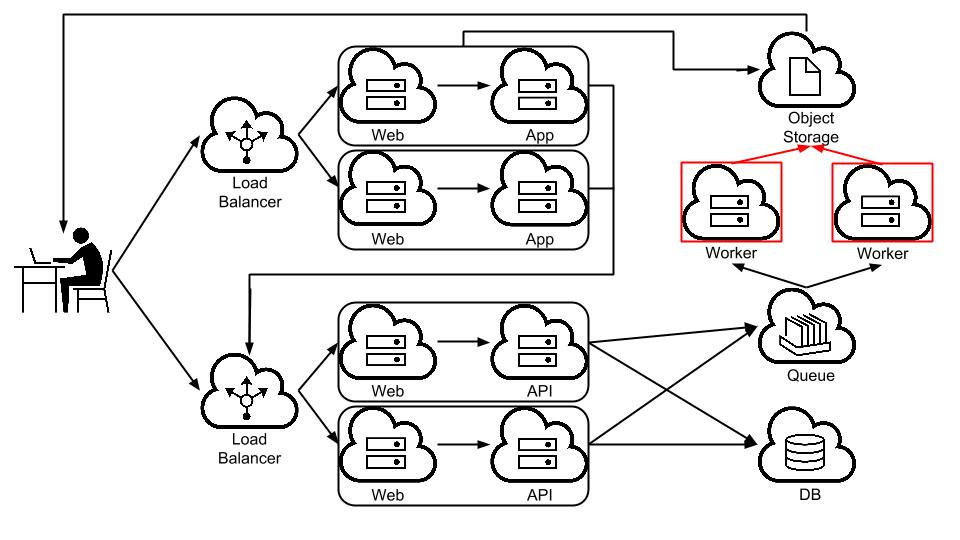 Object
Storage
Web
App
Load
Balancer
Web
App
Worker
Worker
Web
API
Queue
Load
Balancer
Web
API
DB